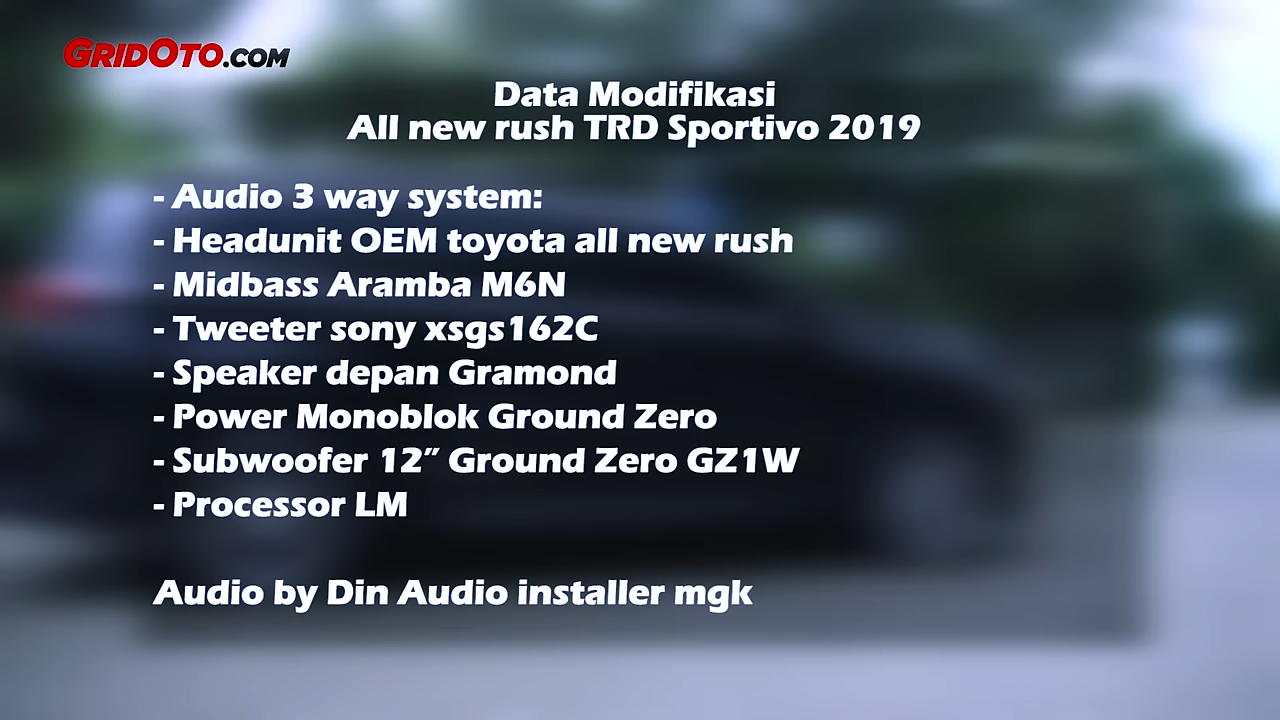 GRIDOTO.COM
Data Modifikasi
All new rush TRD Sportivo 2019
- Audio 3 way system:
- Headunit OEM toyota all new rush
- Midbass Aramba M6N
- Tweeter sony xsgs162C
- Speaker depan Gramond
- Power Monoblok Ground Zero
- Subwoofer 12” Ground Zero GZ1W
- Processor LM
Audio by Din Audio installer mgk